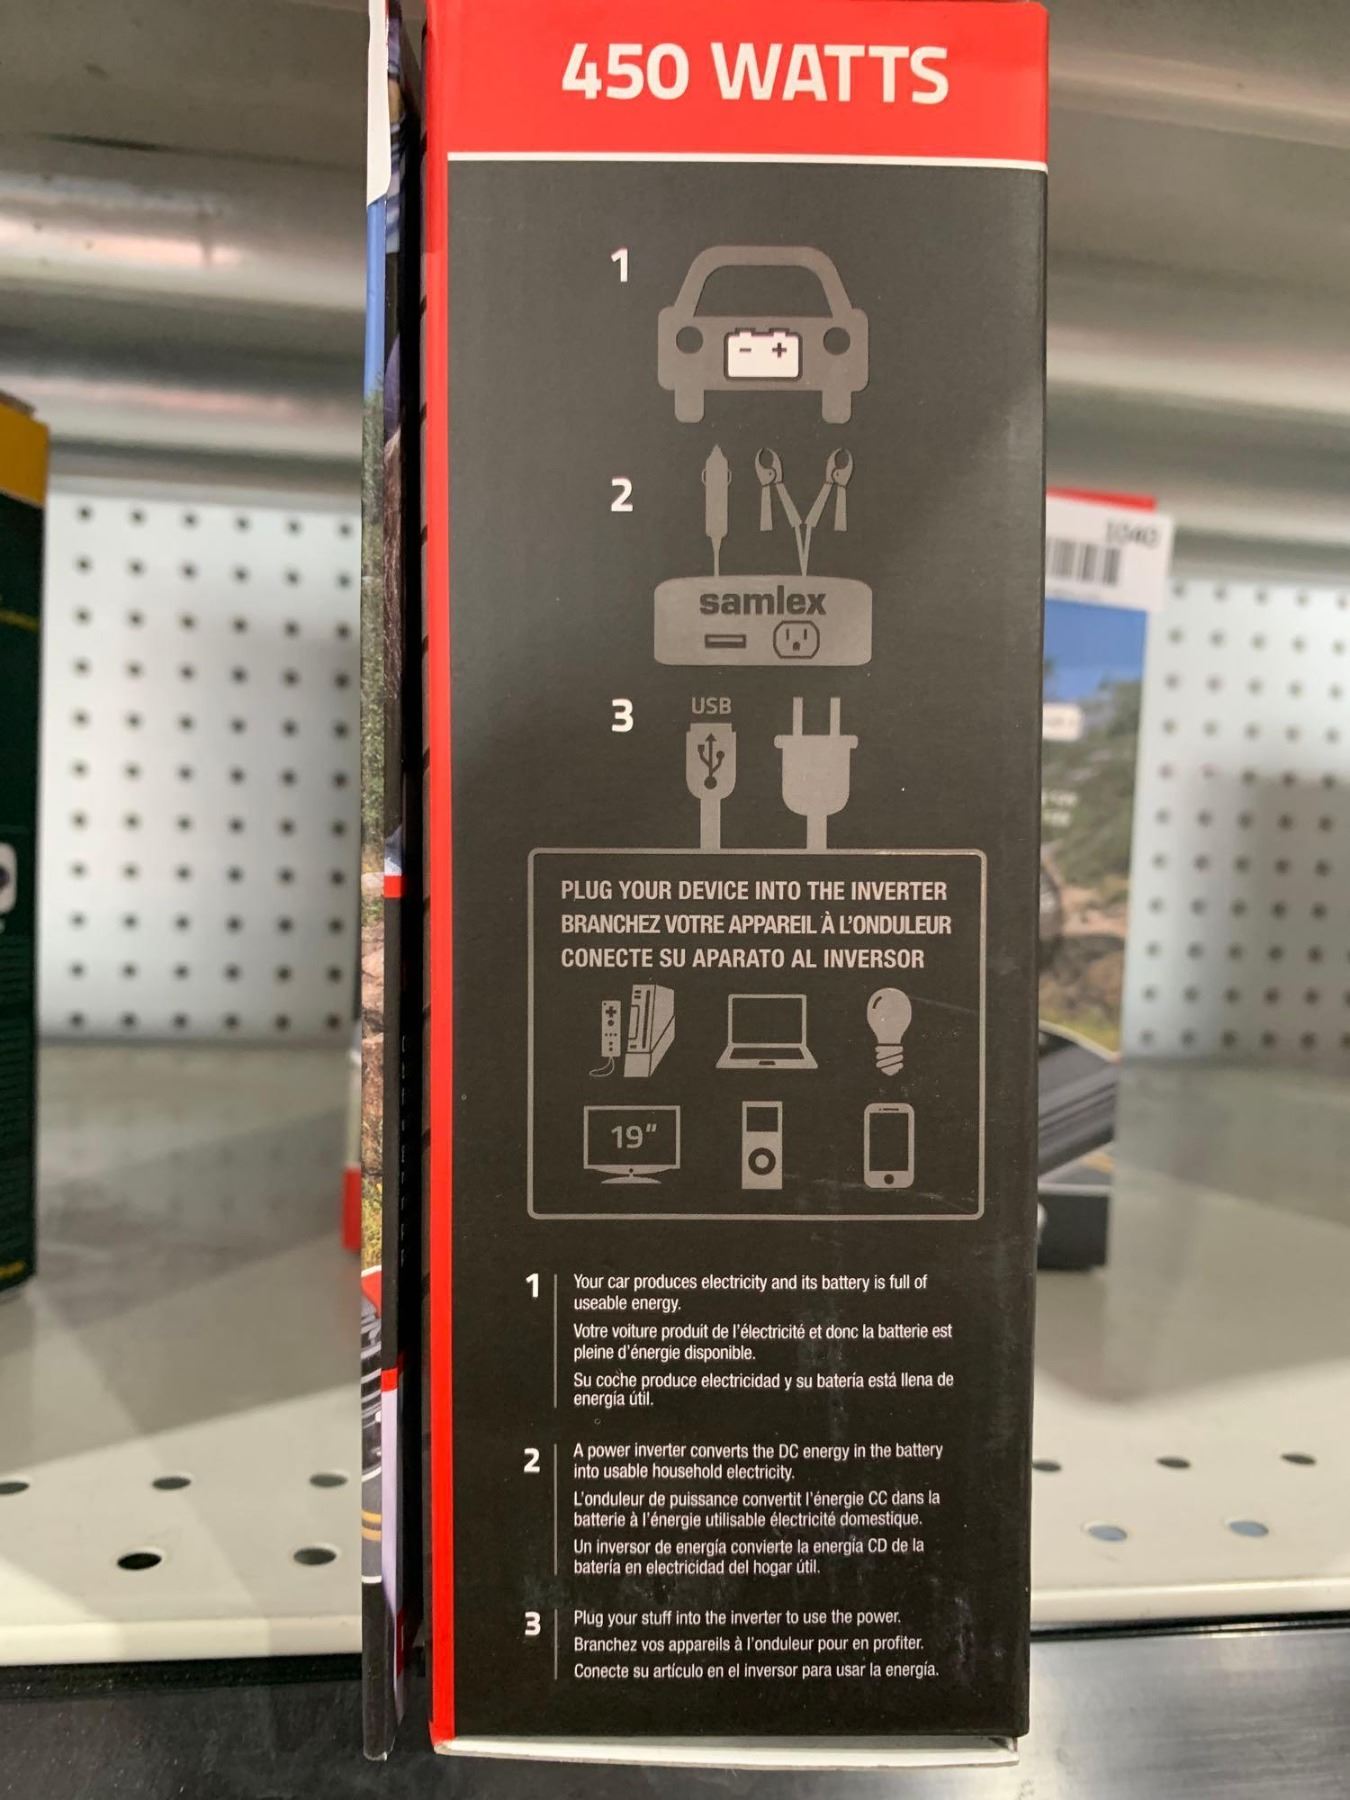 450 WATTS
1
- +
2
samlex
3
USB
PLUG YOUR DEVICE INTO THE INVERTER
BRANCHEZ VOTRE APPAREIL À L'ONDULEUR
CONECTE SU APARATO AL INVERSOR
19"
1
Your car produces electricity and its battery is full of
useable energy.
Votre voiture produit de l'électricité et donc la batterie est
pleine d'énergie disponible.
Su coche produce electricidad y su batería está llena de
energía útil.
2
A power inverter converts the DC energy in the battery
into usable household electricity.
L'onduleur de puissance convertit l'énergie CC dans la
batterie à l'énergie utilisable électricité domestique.
Un inversor de energía convierte la energía CD de la
batería en electricidad del hogar útil.
3
Plug your stuff into the inverter to use the power.
Branchez vos appareils à l'onduleur pour en profiter.
Conecte su artículo en el inversor para usar la energía.